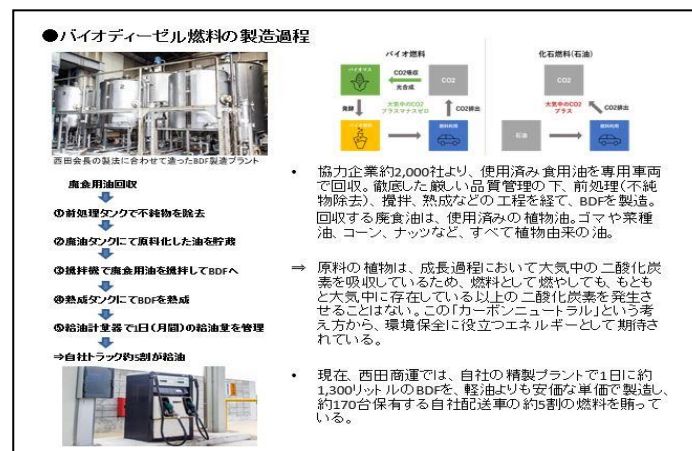 ●バイオディーゼル燃料の製造過程
西田会長の製法に合わせて造ったBDF製造プラント
廃食用油回収
①前処理タンクで不純物を除去
②廃油タンクにて原料化した油を貯蔵
③攪拌機で廃食用油を攪拌してBDFへ
④熟成タンクにてBDFを熟成
⑤給油計量器で1日(月間)の給油量を管理
⇒自社トラック約5割が給油
バイオ燃料
バイオマス
CO2吸収
光合成
CO2
発酵
大気中のCO2
プラスマイナスゼロ
CO2排出
バイオ燃料
燃料利用
化石燃料(石油)
CO2
大気中のCO2
プラス
CO2排出
石油
燃料利用
• 協力企業約2,000社より、使用済み食用油を専用車両
で回収。徹底した厳しい品質管理の下、前処理(不純
物除去)、攪拌、熟成などの工程を経て、BDFを製造。
回収する廃食油は、使用済みの植物油。ゴマや菜種
油、コーン、ナッツなど、すべて植物由来の油。
⇒ 原料の植物は、成長過程において大気中の二酸化炭
素を吸収しているため、燃料として燃やしても、もとも
と大気中に存在している以上の二酸化炭素を発生さ
せることはない。この「カーボンニュートラル」という考
え方から、環境保全に役立つエネルギーとして期待さ
れている。
• 現在、西田商運では、自社の精製プラントで1日に約
1,300リットルのBDFを、軽油よりも安価な単価で製造し、
約170台保有する自社配送車の約5割の燃料を賄って
いる。